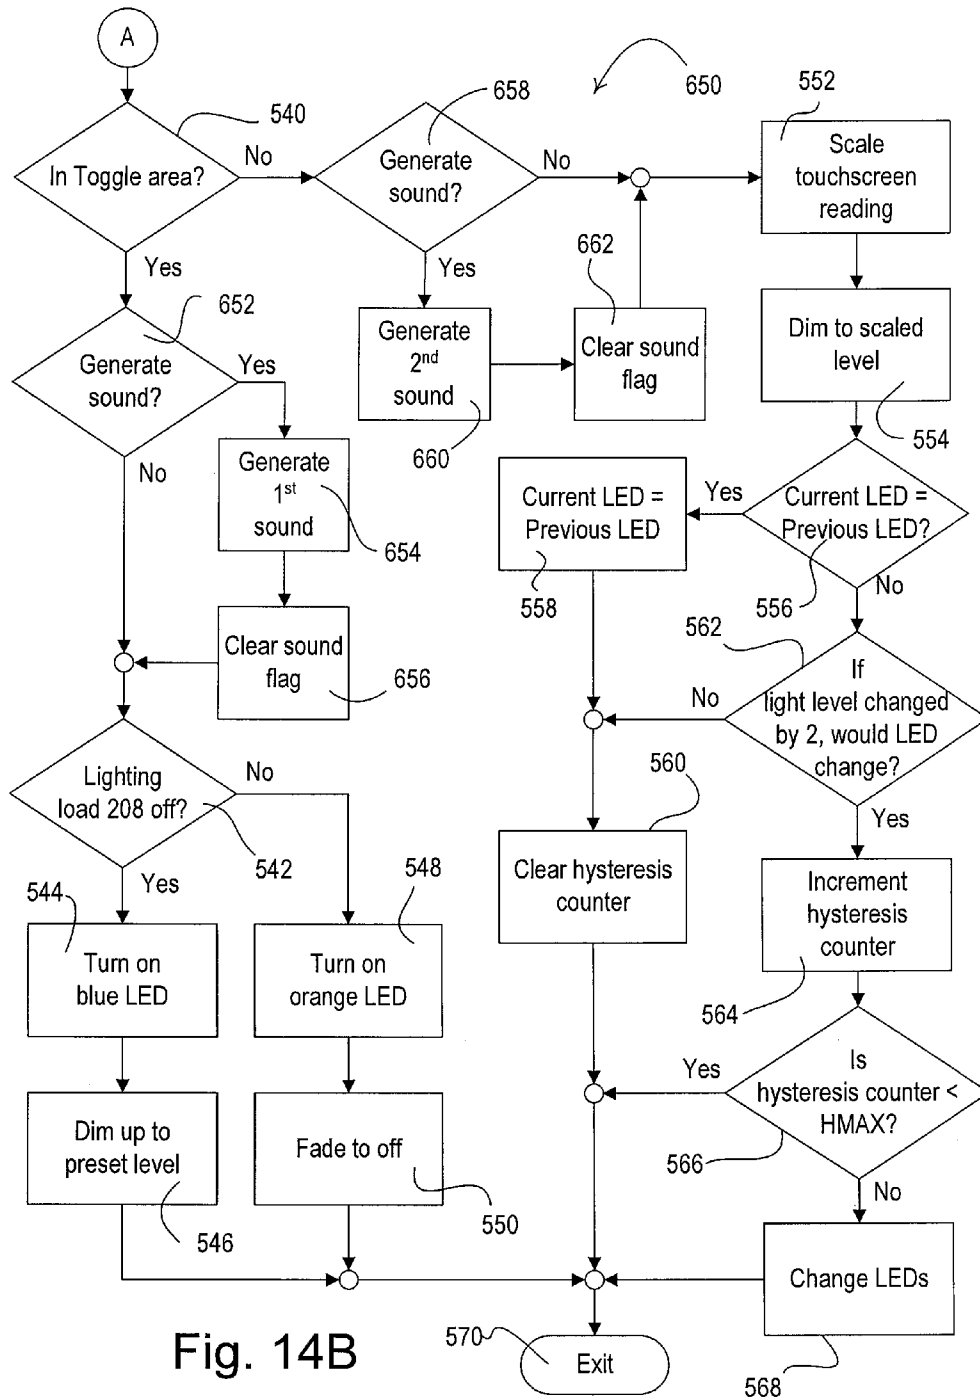 A
540
In Toggle area?
No
Yes
658
Generate
sound?
No
Yes
650
552
Scale
touchscreen
reading
652
Generate
sound?
Yes
No
Generate
2nd
sound
660
662
Clear sound
flag
Dim to scaled
level
554
Generate
1st
sound
654
Current LED =
Previous LED
558
Yes
Current LED =
Previous LED?
556
No
Clear sound
flag
656
562
If
light level changed
by 2, would LED
change?
No
Yes
Lighting
load 208 off?
No
542
Yes
560
Clear hysteresis
counter
Increment
hysteresis
counter
564
544
Turn on
blue LED
548
Turn on
orange LED
Yes
Is
hysteresis counter <
HMAX?
566
No
Dim up to
preset level
546
Fade to off
550
Change LEDs
568
570
Exit
Fig. 14B